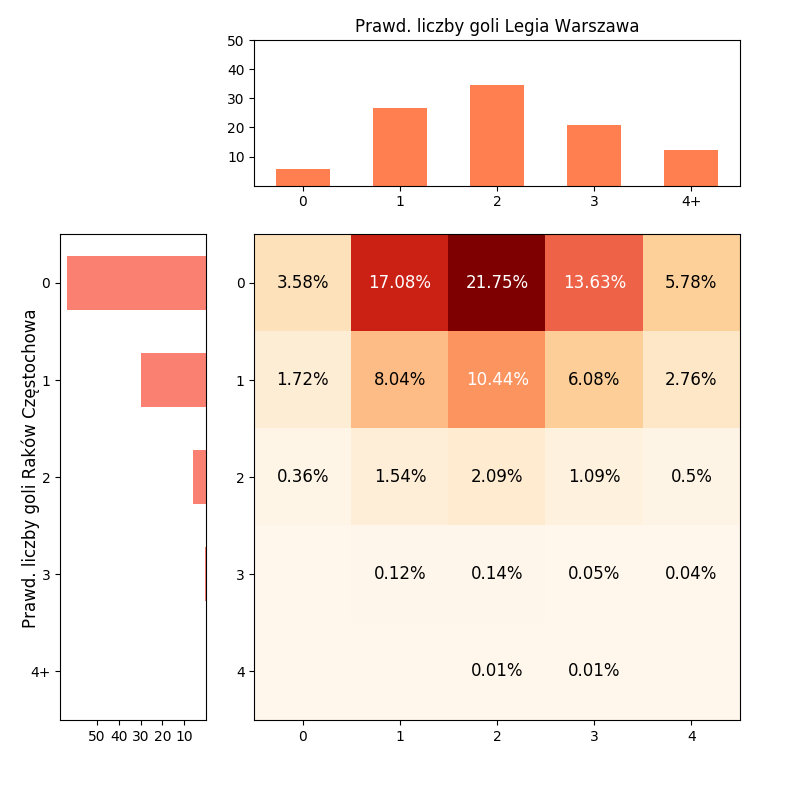 Prawd. liczby goli Legia Warszawa
50
40
30
20
10
0 1 2 3 4+
Prawd. liczby goli Raków Częstochowa
0
1
2
3
4+
50 40 30 20 10
0 3.58% 17.08% 21.75% 13.63% 5.78%
1 1.72% 8.04% 10.44% 6.08% 2.76%
2 0.36% 1.54% 2.09% 1.09% 0.5%
3 0.12% 0.14% 0.05% 0.04%
4 0.01% 0.01%
0 1 2 3 4